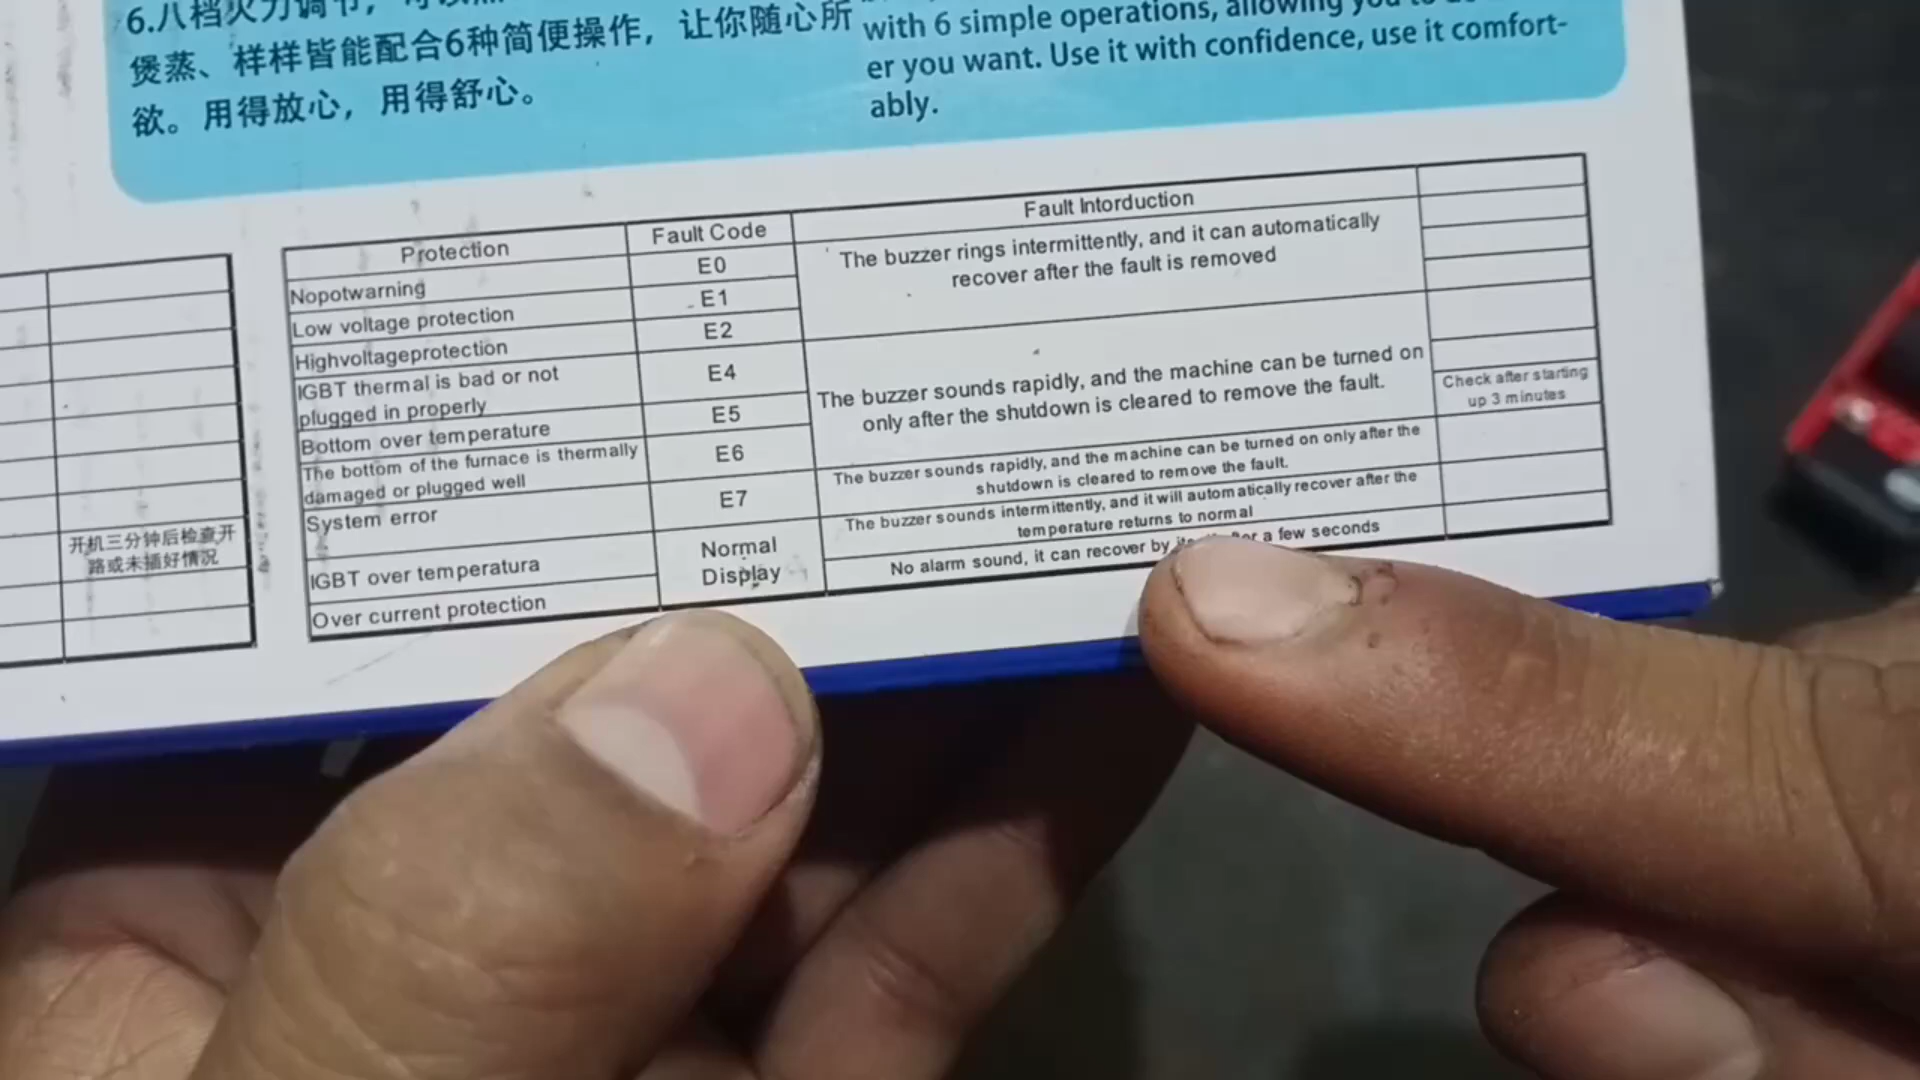 6.八档火力调节，
煲蒸、样样皆能配合6种简便操作，让你随心所
欲。用得放心，用得舒心。
with 6 simple operations, allowing you
er you want. Use it with confidence, use it comfort-
ably.
开机三分钟后检查开
路或未插好情况
Protection
Fault Code
Fault Intorduction
Nopotwarning
E0
The buzzer rings intermittently, and it can automatically
recover after the fault is removed
Low voltage protection
E1
Highvoltageprotection
E2
IGBT thermal is bad or not
plugged in properly
E4
The buzzer sounds rapidly, and the machine can be turned on
only after the shutdown is cleared to remove the fault.
Bottom over temperature
E5
The bottom of the furnace is thermally
damaged or plugged well
E6
Check after starting
up 3 minutes
System error
E7
The buzzer sounds rapidly, and the machine can be turned on only after the
shutdown is cleared to remove the fault.
IGBT over temperatura
Normal
Display
The buzzer sounds intermittently, and it will automatically recover after the
temperature returns to normal
Over current protection
No alarm sound, it can recover by a few seconds